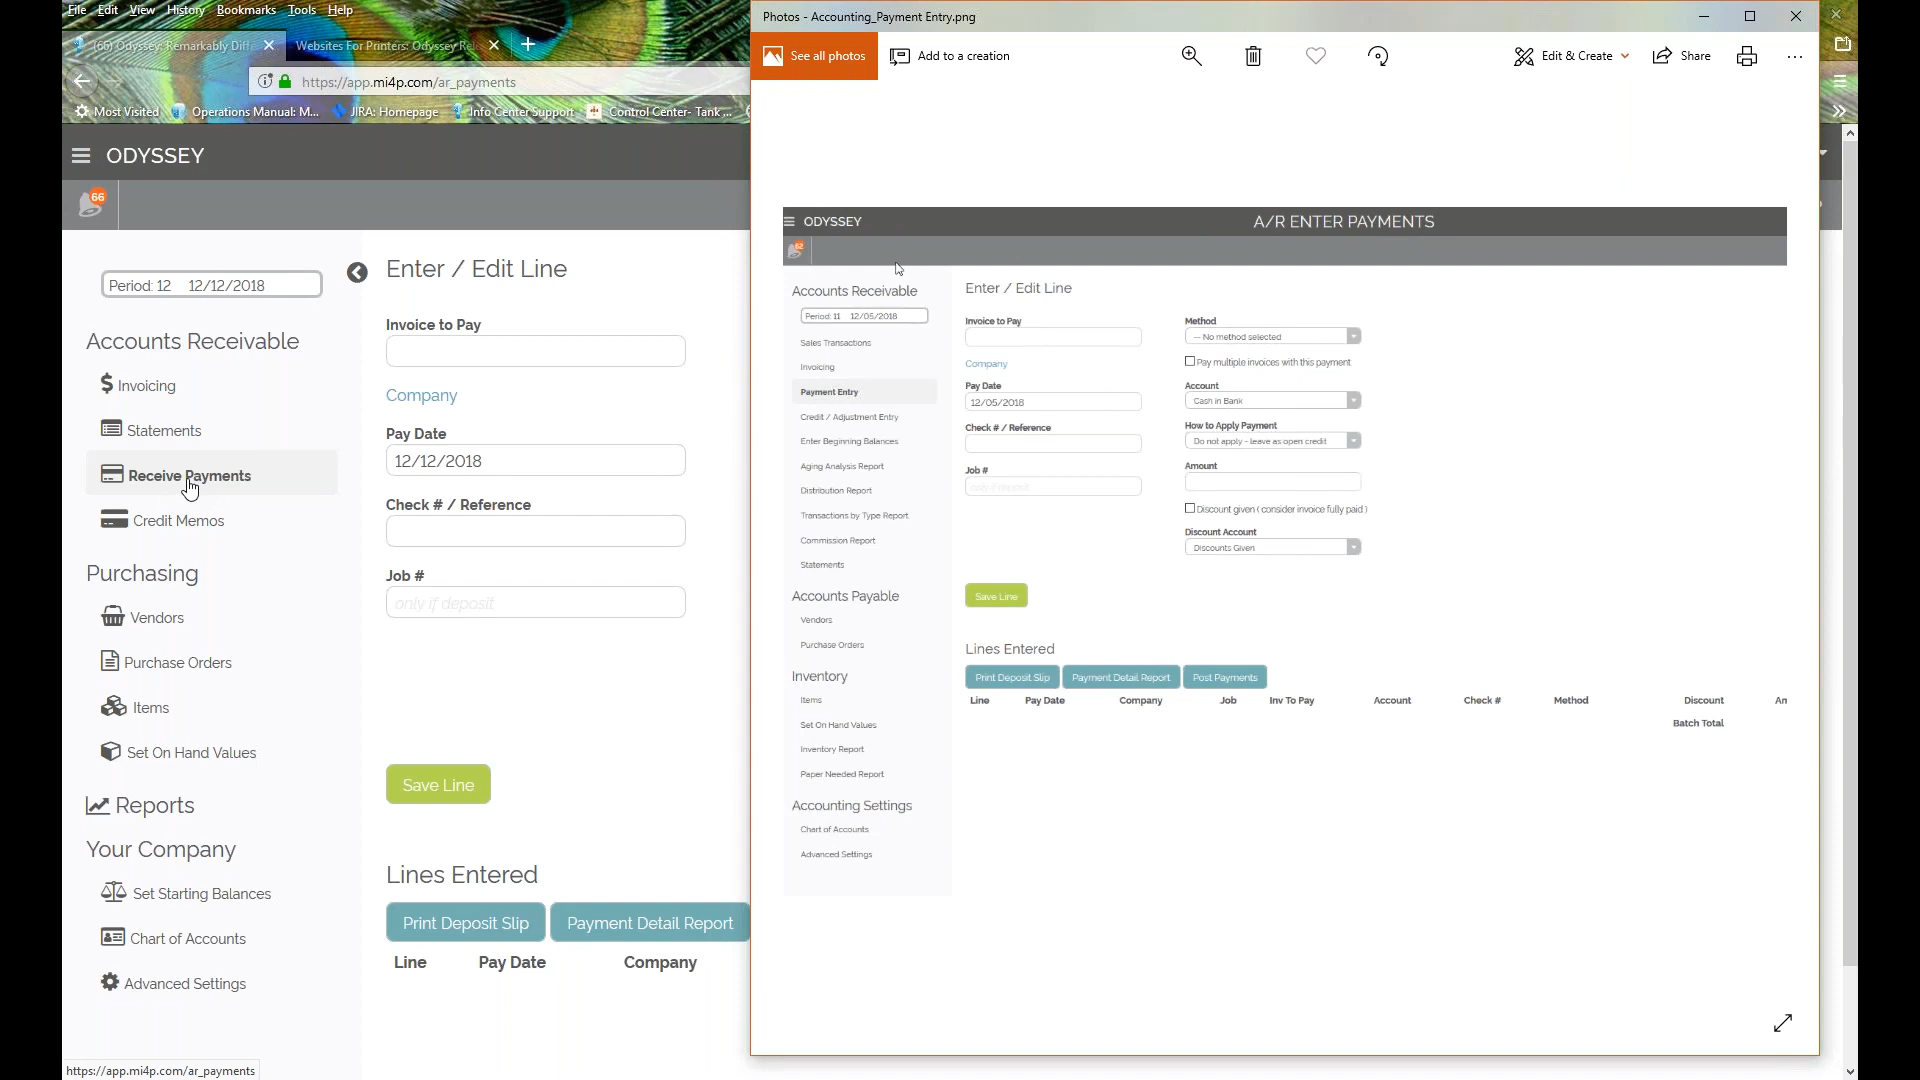 File Edit View History Bookmarks Tools Help
(66) Odyssey: Remarkably Diffe
Websites For Printers: Odyssey Rel
https://app.mi4p.com/ar_payments
Most Visited
Operations Manual: M...
JIRA: Homepage
Info Center Support
Control Center- Tank ...
ODYSSEY
66
Period: 12 12/12/2018
Accounts Receivable
Invoicing
Statements
Receive Payments
Credit Memos
Purchasing
Vendors
Purchase Orders
Items
Set On Hand Values
Reports
Your Company
Set Starting Balances
Chart of Accounts
Advanced Settings
https://app.mi4p.com/ar_payments
Enter / Edit Line
Invoice to Pay
Company
Pay Date
12/12/2018
Check # / Reference
Job #
only if deposit
Save Line
Lines Entered
Print Deposit Slip Payment Detail Report
Line Pay Date Company
Photos - Accounting_Payment Entry.png
See all photos
Add to a creation
Edit & Create
Share
ODYSSEY
A/R ENTER PAYMENTS
62
Accounts Receivable
Period: 11 12/05/2018
Sales Transactions
Invoicing
Payment Entry
Credit / Adjustment Entry
Enter Beginning Balances
Aging Analysis Report
Distribution Report
Transactions by Type Report
Commission Report
Statements
Accounts Payable
Vendors
Purchase Orders
Inventory
Items
Set On Hand Values
Inventory Report
Paper Needed Report
Accounting Settings
Chart of Accounts
Advanced Settings
Enter / Edit Line
Invoice to Pay
Company
Pay Date
12/05/2018
Check # / Reference
Job #
only if deposit
Method
-- No method selected
Pay multiple invoices with this payment
Account
Cash in Bank
How to Apply Payment
Do not apply - leave as open credit
Amount
Discount given ( consider invoice fully paid )
Discount Account
Discounts Given
Save Line
Lines Entered
Print Deposit Slip Payment Detail Report Post Payments
Line Pay Date Company Job Inv To Pay Account Check # Method Discount An
Batch Total